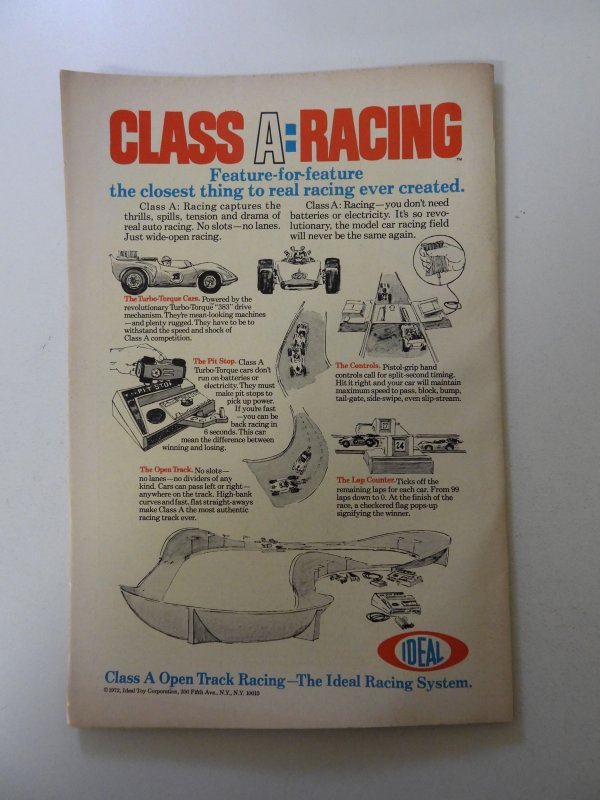 CLASS A: RACING
TM
Feature-for-feature
the closest thing to real racing ever created.
Class A: Racing captures the
thrills, spills, tension and drama of
real auto racing. No slots—no lanes.
Just wide-open racing.
Class A: Racing—you don't need
batteries or electricity. It's so revo-
lutionary, the model car racing field
will never be the same again.
The Turbo-Torque Cars. Powered by the
revolutionary Turbo-Torque "383" drive
mechanism. They're mean-looking machines
—and plenty rugged. They have to be to
withstand the speed and shock of
Class A competition.
The Pit Stop. Class A
Turbo-Torque cars don't
run on batteries or
electricity. They must
make pit stops to
pick up power.
If you're fast
—you can be
back racing in
6 seconds. This can
mean the difference between
winning and losing.
PIT STOP
The Controls. Pistol-grip hand
controls call for split-second timing.
Hit it right and your car will maintain
maximum speed to pass, block, bump,
tail-gate, side-swipe, even slip-stream.
The Open Track. No slots—
no lanes—no dividers of any
kind. Cars can pass left or right—
anywhere on the track. High-bank
curves and fast, flat straight-aways
make Class A the most authentic
racing track ever.
24
The Lap Counter. Ticks off the
remaining laps for each car. From 99
laps down to 0. At the finish of the
race, a checkered flag pops-up
signifying the winner.
IDEAL
Class A Open Track Racing—The Ideal Racing System.
© 1972, Ideal Toy Corporation, 200 Fifth Ave., N.Y., N.Y. 10010